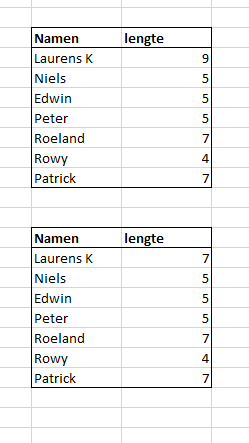 Namen lengte
Laurens K 9
Niels 5
Edwin 5
Peter 5
Roeland 7
Rowy 4
Patrick 7
Namen lengte
Laurens K 7
Niels 5
Edwin 5
Peter 5
Roeland 7
Rowy 4
Patrick 7